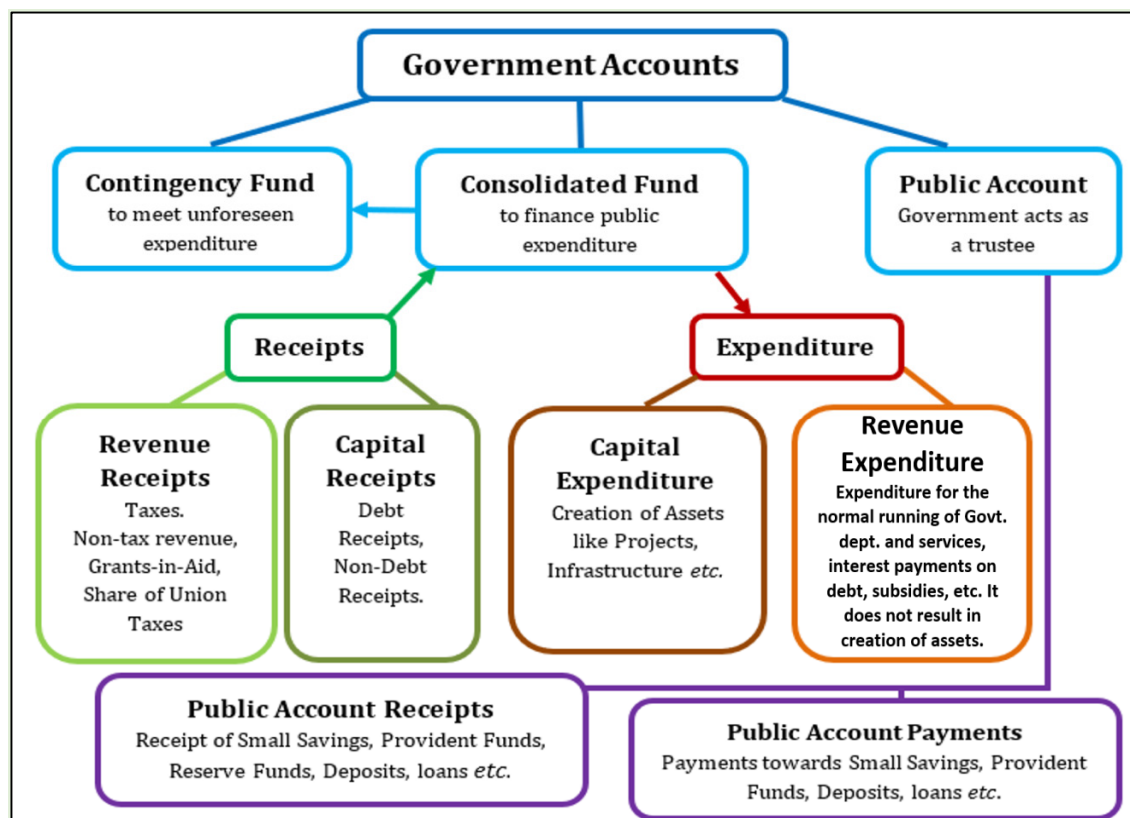 Government Accounts
Contingency Fund
to meet unforeseen
expenditure
Consolidated Fund
to finance public
expenditure
Public Account
Government acts as
a trustee
Receipts
Expenditure
Revenue
Receipts
Taxes.
Non-tax revenue,
Grants-in-Aid,
Share of Union
Taxes
Capital
Receipts
Debt
Receipts,
Non-Debt
Receipts.
Capital
Expenditure
Creation of Assets
like Projects,
Infrastructure etc.
Revenue
Expenditure
Expenditure for the
normal running of Govt.
dept. and services,
interest payments on
debt, subsidies, etc. It
does not result in
creation of assets.
Public Account Receipts
Receipt of Small Savings, Provident Funds,
Reserve Funds, Deposits, loans etc.
Public Account Payments
Payments towards Small Savings, Provident
Funds, Deposits, loans etc.